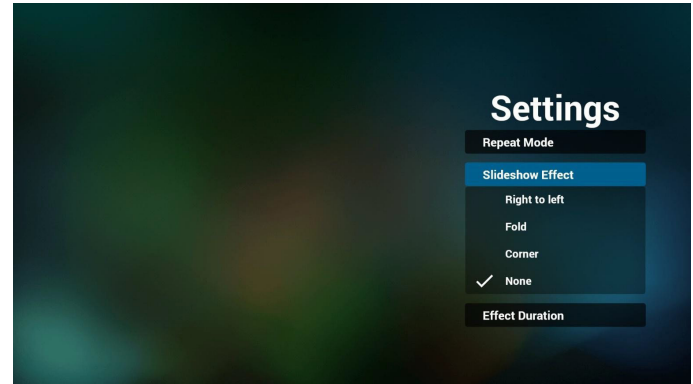 Settings
Repeat Mode
Slideshow Effect
Right to left
Fold
Corner
None
Effect Duration